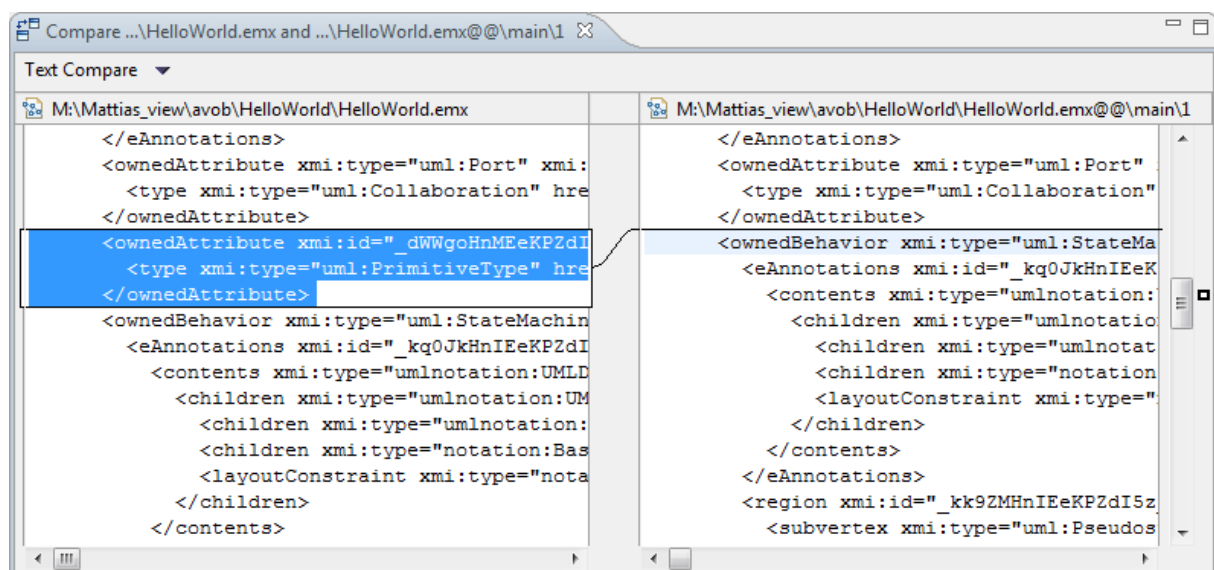 Compare ...\HelloWorld.emx and ...\HelloWorld.emx@@\main\1
Text Compare
M:\Mattias_view\avob\HelloWorld\HelloWorld.emx
</eAnnotations>
<ownedAttribute xmi:type="uml:Port" xmi:
<type xmi:type="uml:Collaboration" hre
</ownedAttribute>
<ownedAttribute xmi:id="_dWWgoHnMEeKPZdI
<type xmi:type="uml:PrimitiveType" hre
</ownedAttribute>
<ownedBehavior xmi:type="uml:StateMachin
<eAnnotations xmi:id="_kq0JkHnIEeKPZdI
<contents xmi:type="umlnotation:UMLD
<children xmi:type="umlnotation:UM
<children xmi:type="umlnotation:
<children xmi:type="notation:Bas
<layoutConstraint xmi:type="nota
</children>
</contents>
M:\Mattias_view\avob\HelloWorld\HelloWorld.emx@@\main\1
</eAnnotations>
<ownedAttribute xmi:type="uml:Port"
<type xmi:type="uml:Collaboration"
</ownedAttribute>
<ownedBehavior xmi:type="uml:StateMa
<eAnnotations xmi:id="_kq0JkHnIEeK
<contents xmi:type="umlnotation:
<children xmi:type="umlnotatio
<children xmi:type="umlnotat
<children xmi:type="notation
<layoutConstraint xmi:type="
</children>
</contents>
</eAnnotations>
<region xmi:id="_kk9ZMHnIEeKPZdI5z_
<subvertex xmi:type="uml:Pseudos